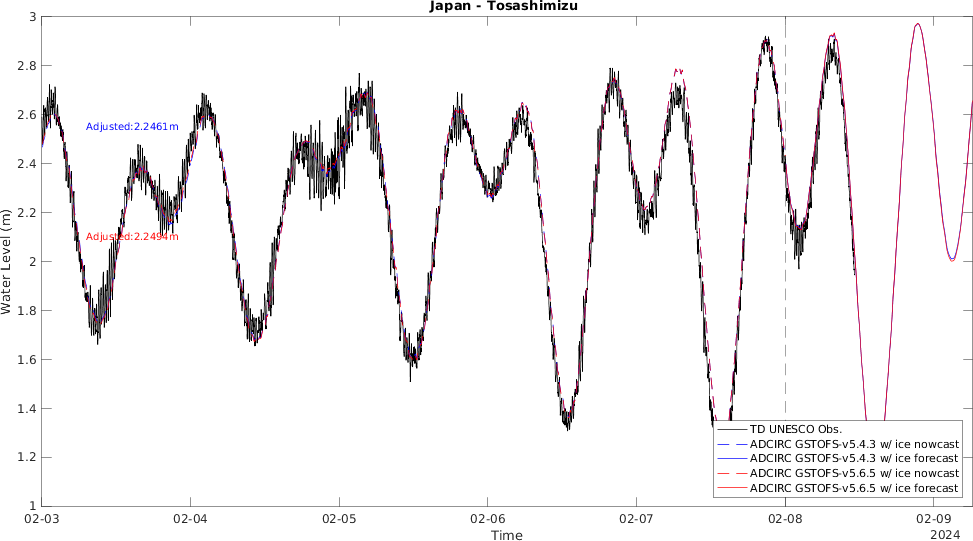 Japan - Tosashimizu
3
2.8
2.6
2.4
2.2
2
1.8
1.6
1.4
1.2
1
Water Level (m)
Adjusted:2.2461m
Adjusted:2.2494m
TD UNESCO Obs.
ADCIRC GSTOFS-v5.4.3 w/ ice nowcast
ADCIRC GSTOFS-v5.4.3 w/ ice forecast
ADCIRC GSTOFS-v5.6.5 w/ ice nowcast
ADCIRC GSTOFS-v5.6.5 w/ ice forecast
02-03 02-04 02-05 02-06 02-07 02-08 02-09
Time
2024